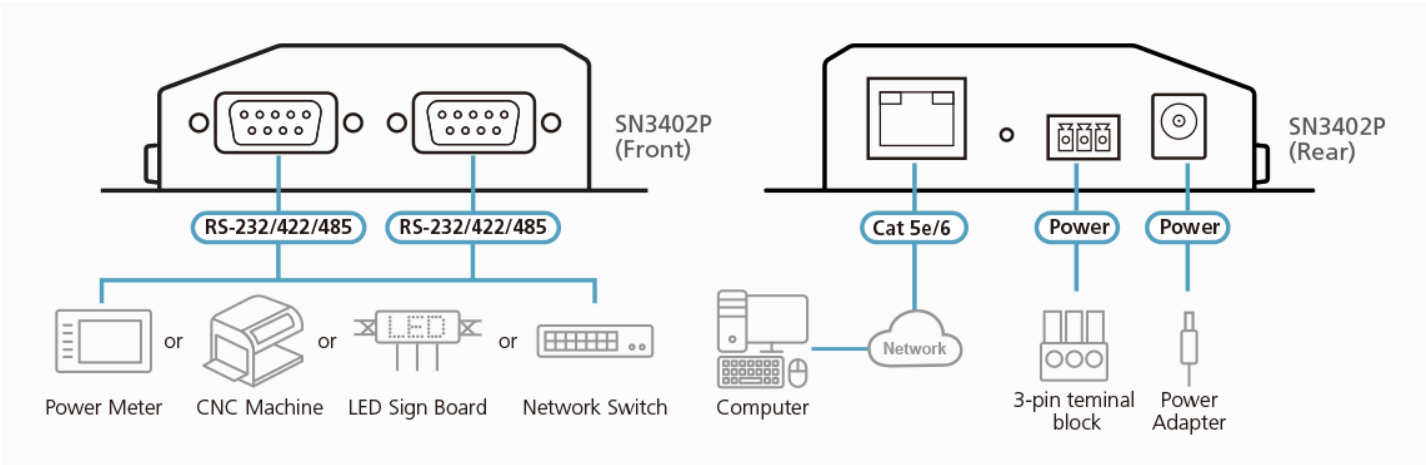 SN3402P
(Front)
RS-232/422/485
RS-232/422/485
or
or
LED
or
Power Meter
CNC Machine
LED Sign Board
Network Switch
SN3402P
(Rear)
Cat 5e/6
Power
Power
Network
Computer
3-pin teminal
block
Power
Adapter